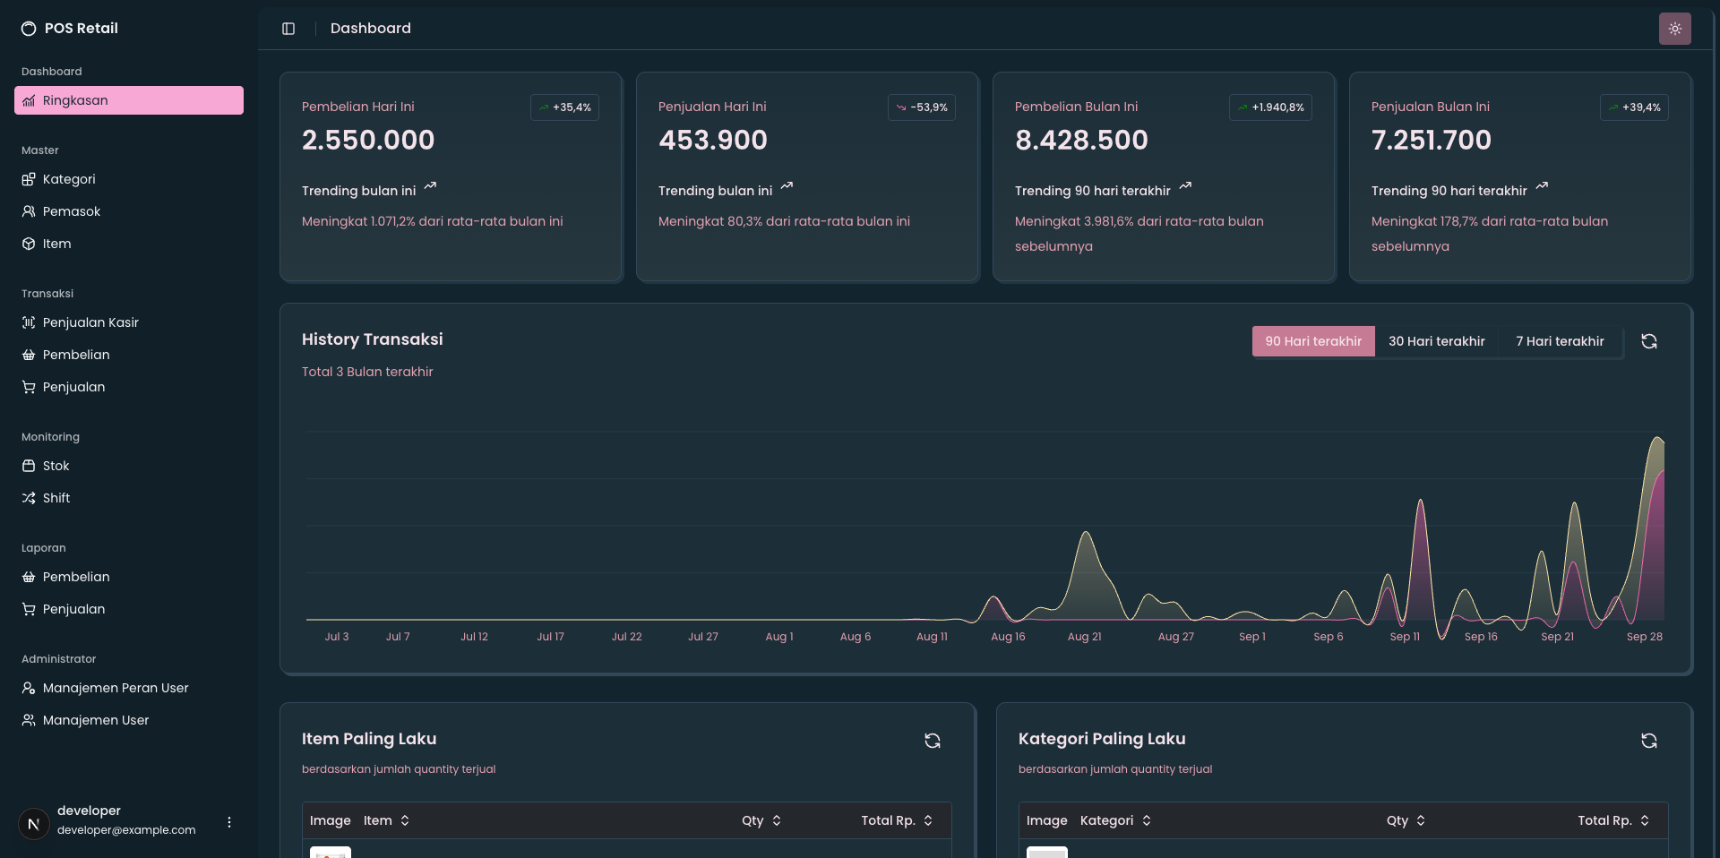 POS Retail
Dashboard
Ringkasan
Master
Kategori
Pemasok
Item
Transaksi
Penjualan Kasir
Pembelian
Penjualan
Monitoring
Stok
Shift
Laporan
Pembelian
Penjualan
Administrator
Manajemen Peran User
Manajemen User
N
developer
developer@example.com
Dashboard
Pembelian Hari Ini
+35,4%
2.550.000
Trending bulan ini
Meningkat 1.071,2% dari rata-rata bulan ini
Penjualan Hari Ini
-53,9%
453.900
Trending bulan ini
Meningkat 80,3% dari rata-rata bulan ini
Pembelian Bulan Ini
+1.940,8%
8.428.500
Trending 90 hari terakhir
Meningkat 3.981,6% dari rata-rata bulan
sebelumnya
Penjualan Bulan Ini
+39,4%
7.251.700
Trending 90 hari terakhir
Meningkat 178,7% dari rata-rata bulan
sebelumnya
History Transaksi
Total 3 Bulan terakhir
90 Hari terakhir 30 Hari terakhir 7 Hari terakhir
Jul 3 Jul 7 Jul 12 Jul 17 Jul 22 Jul 27 Aug 1 Aug 6 Aug 11 Aug 16 Aug 21 Aug 27 Sep 1 Sep 6 Sep 11 Sep 16 Sep 21 Sep 28
Item Paling Laku
berdasarkan jumlah quantity terjual
Image Item Qty Total Rp.
Kategori Paling Laku
berdasarkan jumlah quantity terjual
Image Kategori Qty Total Rp.